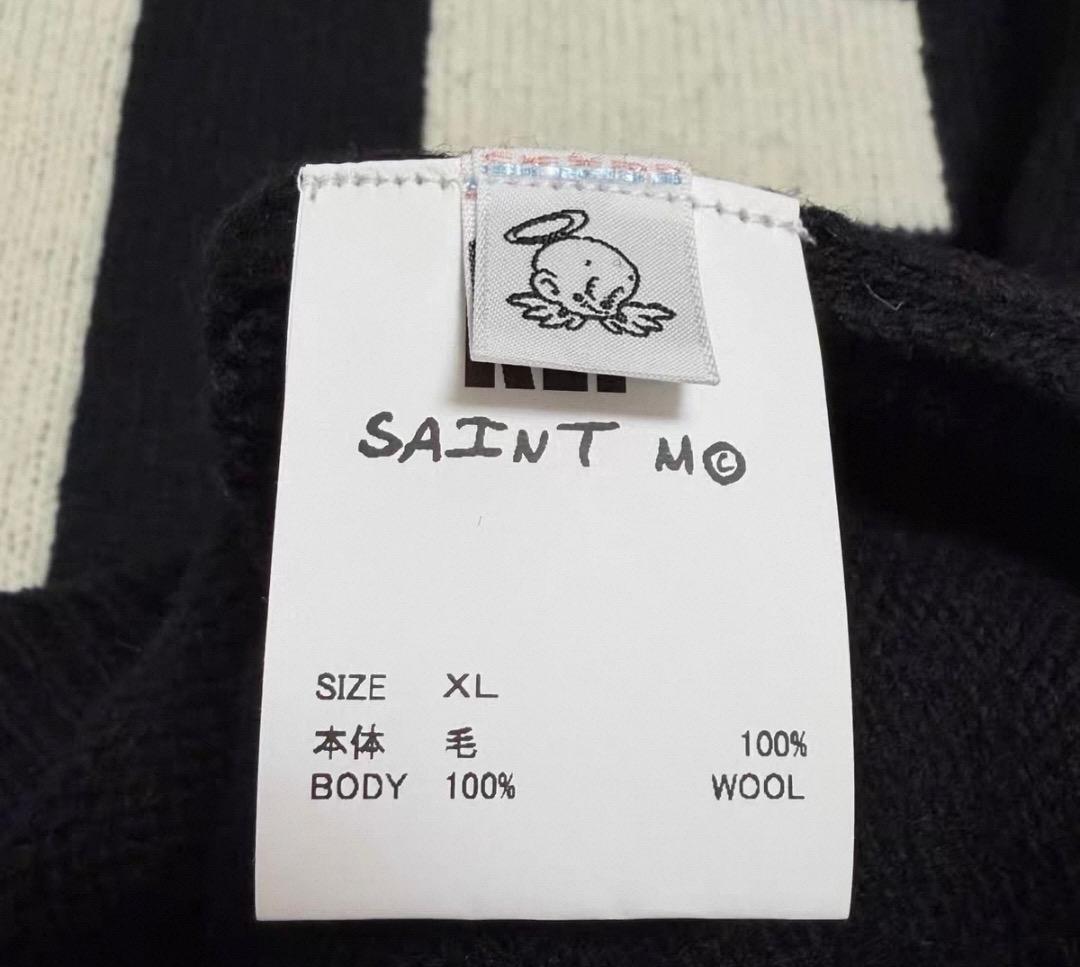 SAINT M©
SIZE XL
本体 毛 100%
BODY 100% WOOL